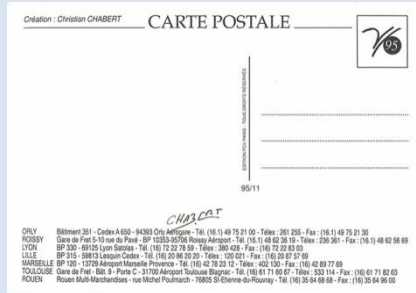 Création : Christian CHABERT
CARTE POSTALE
V 95
EDITION PCV PARIS - TOUS DROITS RÉSERVÉS
95/11
CHABERT
ORLY Bâtiment 351 - Cedex A 650 - 94393 Orly Aérogare - Tél. (16.1) 49 75 21 00 - Télex : 261 255 - Fax : (16.1) 49 75 21 30
ROISSY Gare de Fret 5-10 rue du Pavé - BP 10353-95706 Roissy Aéroport - Tél. (16.1) 48 62 36 19 - Télex : 236 361 - Fax : (16.1) 48 62 56 69
LYON BP 330 - 69125 Lyon Satolas - Tél. (16) 72 22 78 59 - Télex : 380 428 - Fax : (16) 72 22 83 03
LILLE BP 315 - 59813 Lesquin Cedex - Tél. (16) 20 86 20 20 - Télex : 120 021 - Fax : (16) 20 87 57 69
MARSEILLE BP 120 - 13729 Aéroport Marseille Provence - Tél. (16) 42 78 23 12 - Télex : 402 130 - Fax : (16) 42 89 77 69
TOULOUSE Gare de Fret - Bât. 9 - Porte C - 31700 Aéroport Toulouse Blagnac - Tél. (16) 61 71 80 67 - Télex : 533 114 - Fax : (16) 61 71 82 63
ROUEN Rouen Multi-Marchandises - rue Michel Poulmarch - 76805 St-Etienne-du-Rouvray - Tél. (16) 35 64 68 68 - Fax : (16) 35 64 96 00